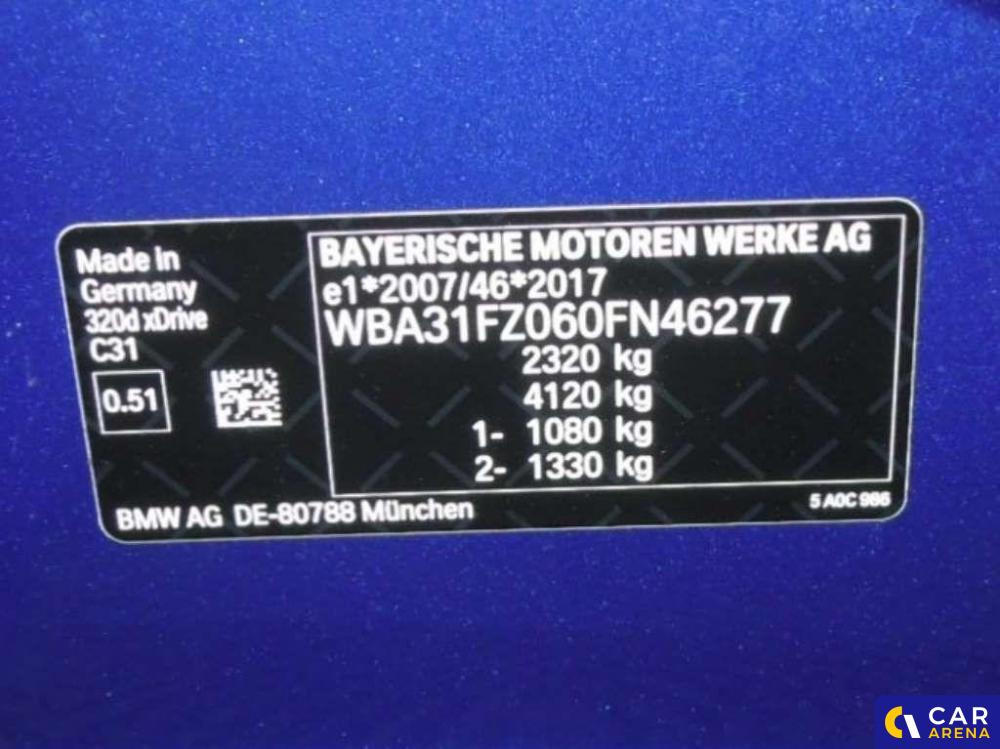 Made in
Germany
320d xDrive
C31
0.51
BAYERISCHE MOTOREN WERKE AG
e1*2007/46*2017
WBA31FZ060FN46277
2320 kg
4120 kg
1- 1080 kg
2- 1330 kg
BMW AG DE-80788 München
5 A0C 986
CAR
ARENA